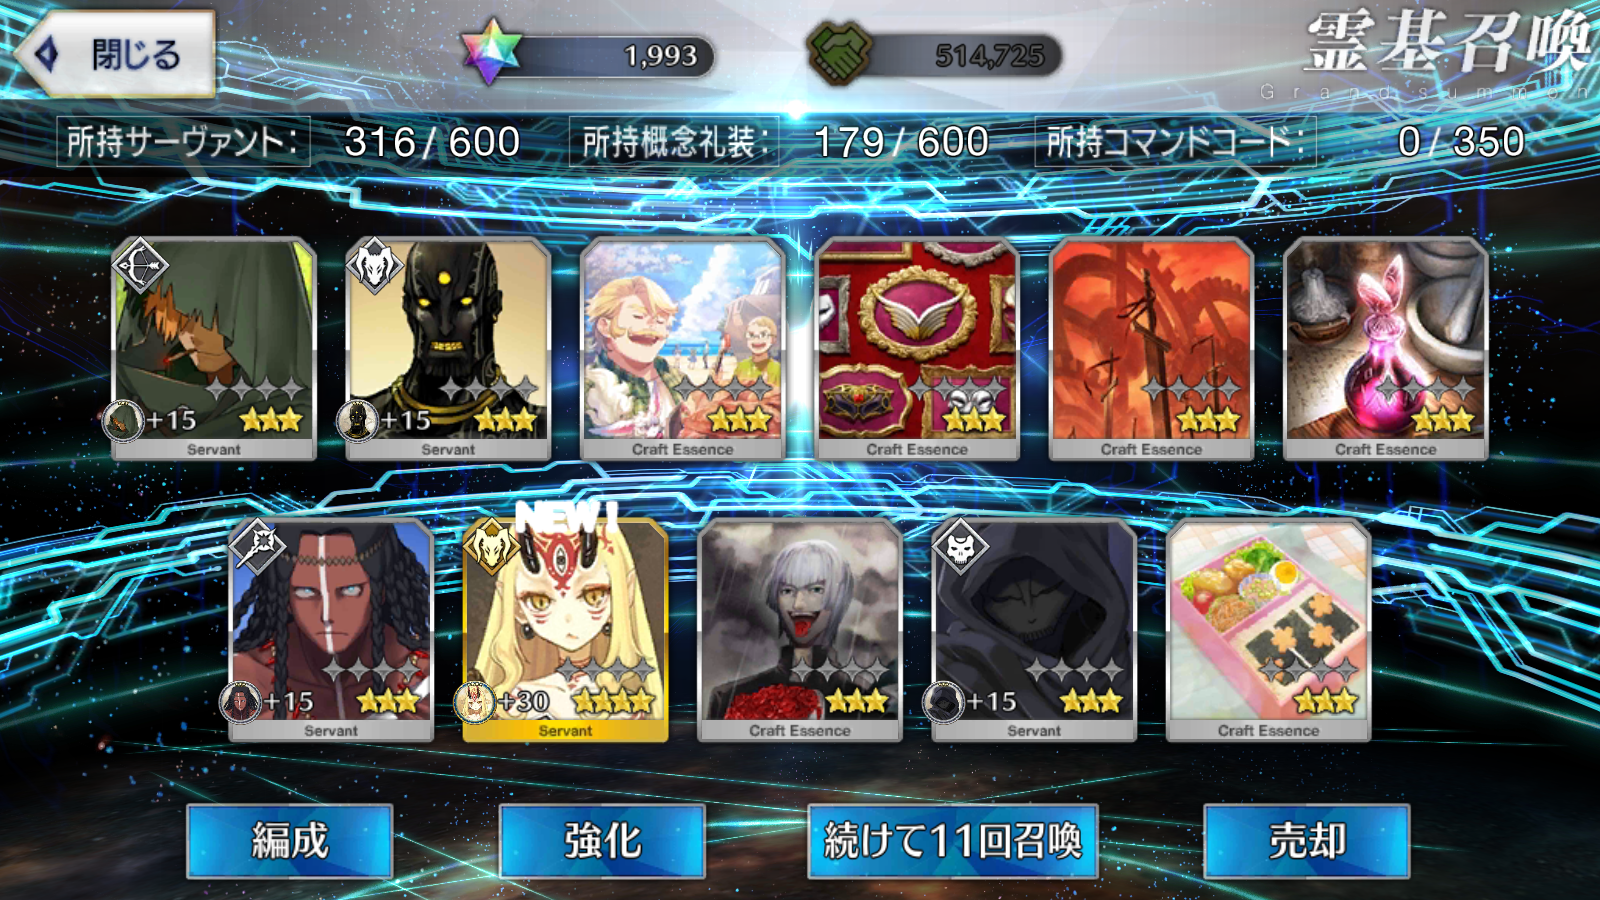 閉じる
1,993
514,725
霊基召喚
Grand summon
所持サーヴァント: 316 / 600
所持概念礼装: 179 / 600
所持コマンドコード: 0 / 350
+15
+15
Servant
Servant
Craft Essence
Craft Essence
Craft Essence
Craft Essence
NEW!
+15
+30
+15
Servant
Servant
Craft Essence
Servant
Craft Essence
編成
強化
続けて11回召喚
売却